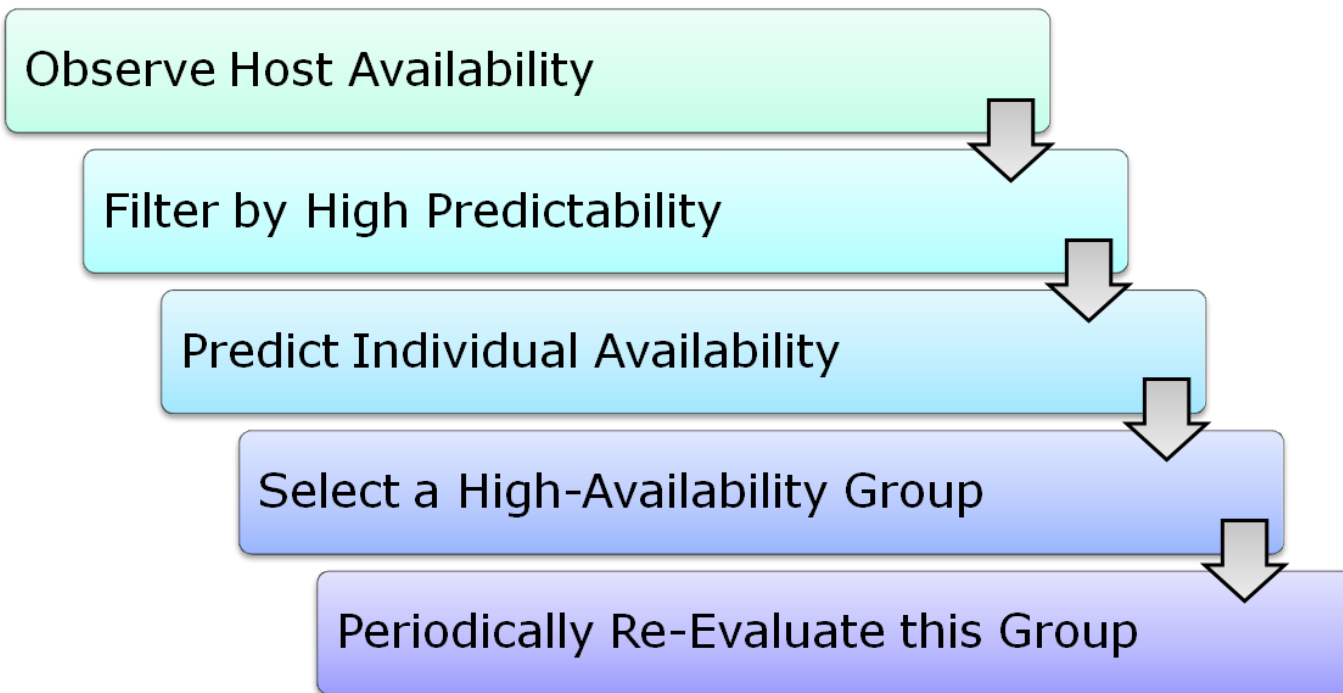 Observe Host Availability
Filter by High Predictability
Predict Individual Availability
Select a High-Availability Group
Periodically Re-Evaluate this Group